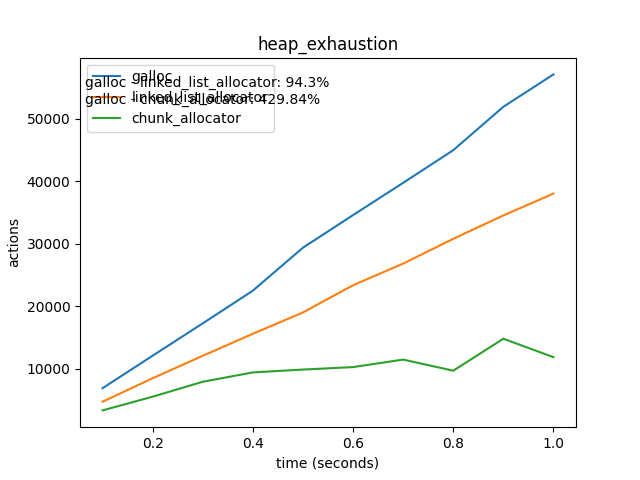 heap_exhaustion
galloc
galloc - linked_list_allocator: 94.3%
linked_list_allocator
galloc - chunk_allocator: 429.84%
chunk_allocator
actions
50000
40000
30000
20000
10000
0.2 0.4 0.6 0.8 1.0
time (seconds)